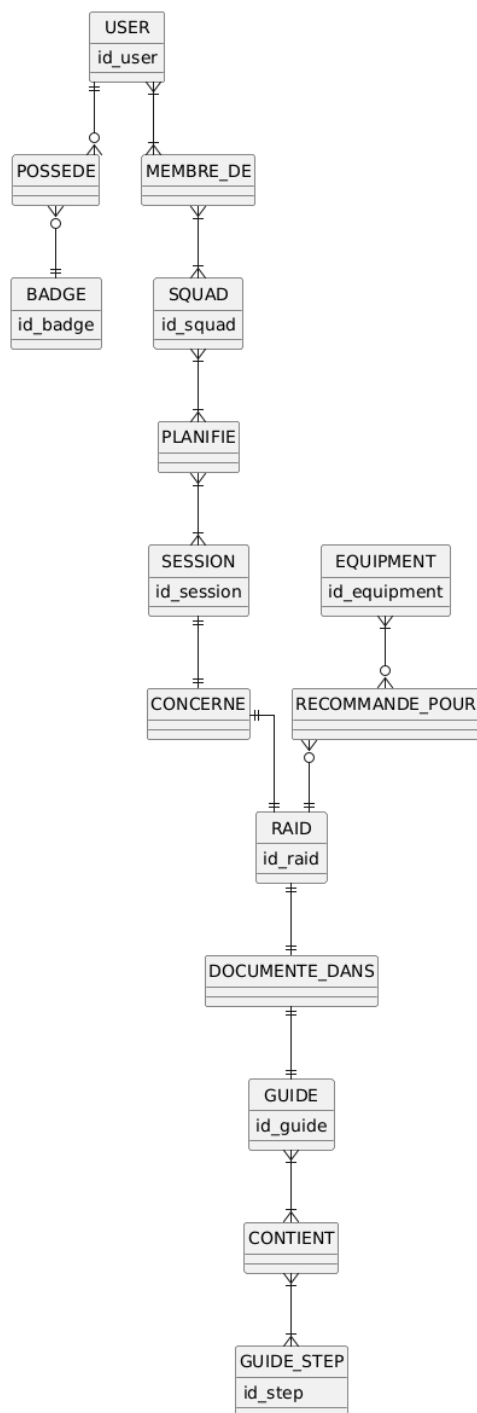 USER
id_user
POSSEDE
MEMBRE_DE
BADGE
id_badge
SQUAD
id_squad
PLANIFIE
SESSION
id_session
EQUIPMENT
id_equipment
CONCERNE
RECOMMANDE_POUR
RAID
id_raid
DOCUMENTE_DANS
GUIDE
id_guide
CONTIENT
GUIDE_STEP
id_step